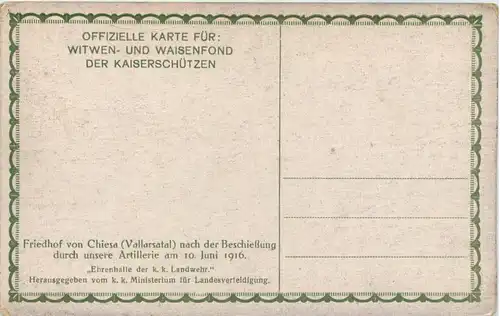 OFFIZIELLE KARTE FÜR:
WITWEN- UND WAISENFOND
DER KAISERSCHÜTZEN
Friedhof von Chiesa (Vallarsatal) nach der Beschießung
durch unsere Artillerie am 10. Juni 1916.
„Ehrenhalle der k. k. Landwehr.“
Herausgegeben vom k. k. Ministerium für Landesverteidigung.